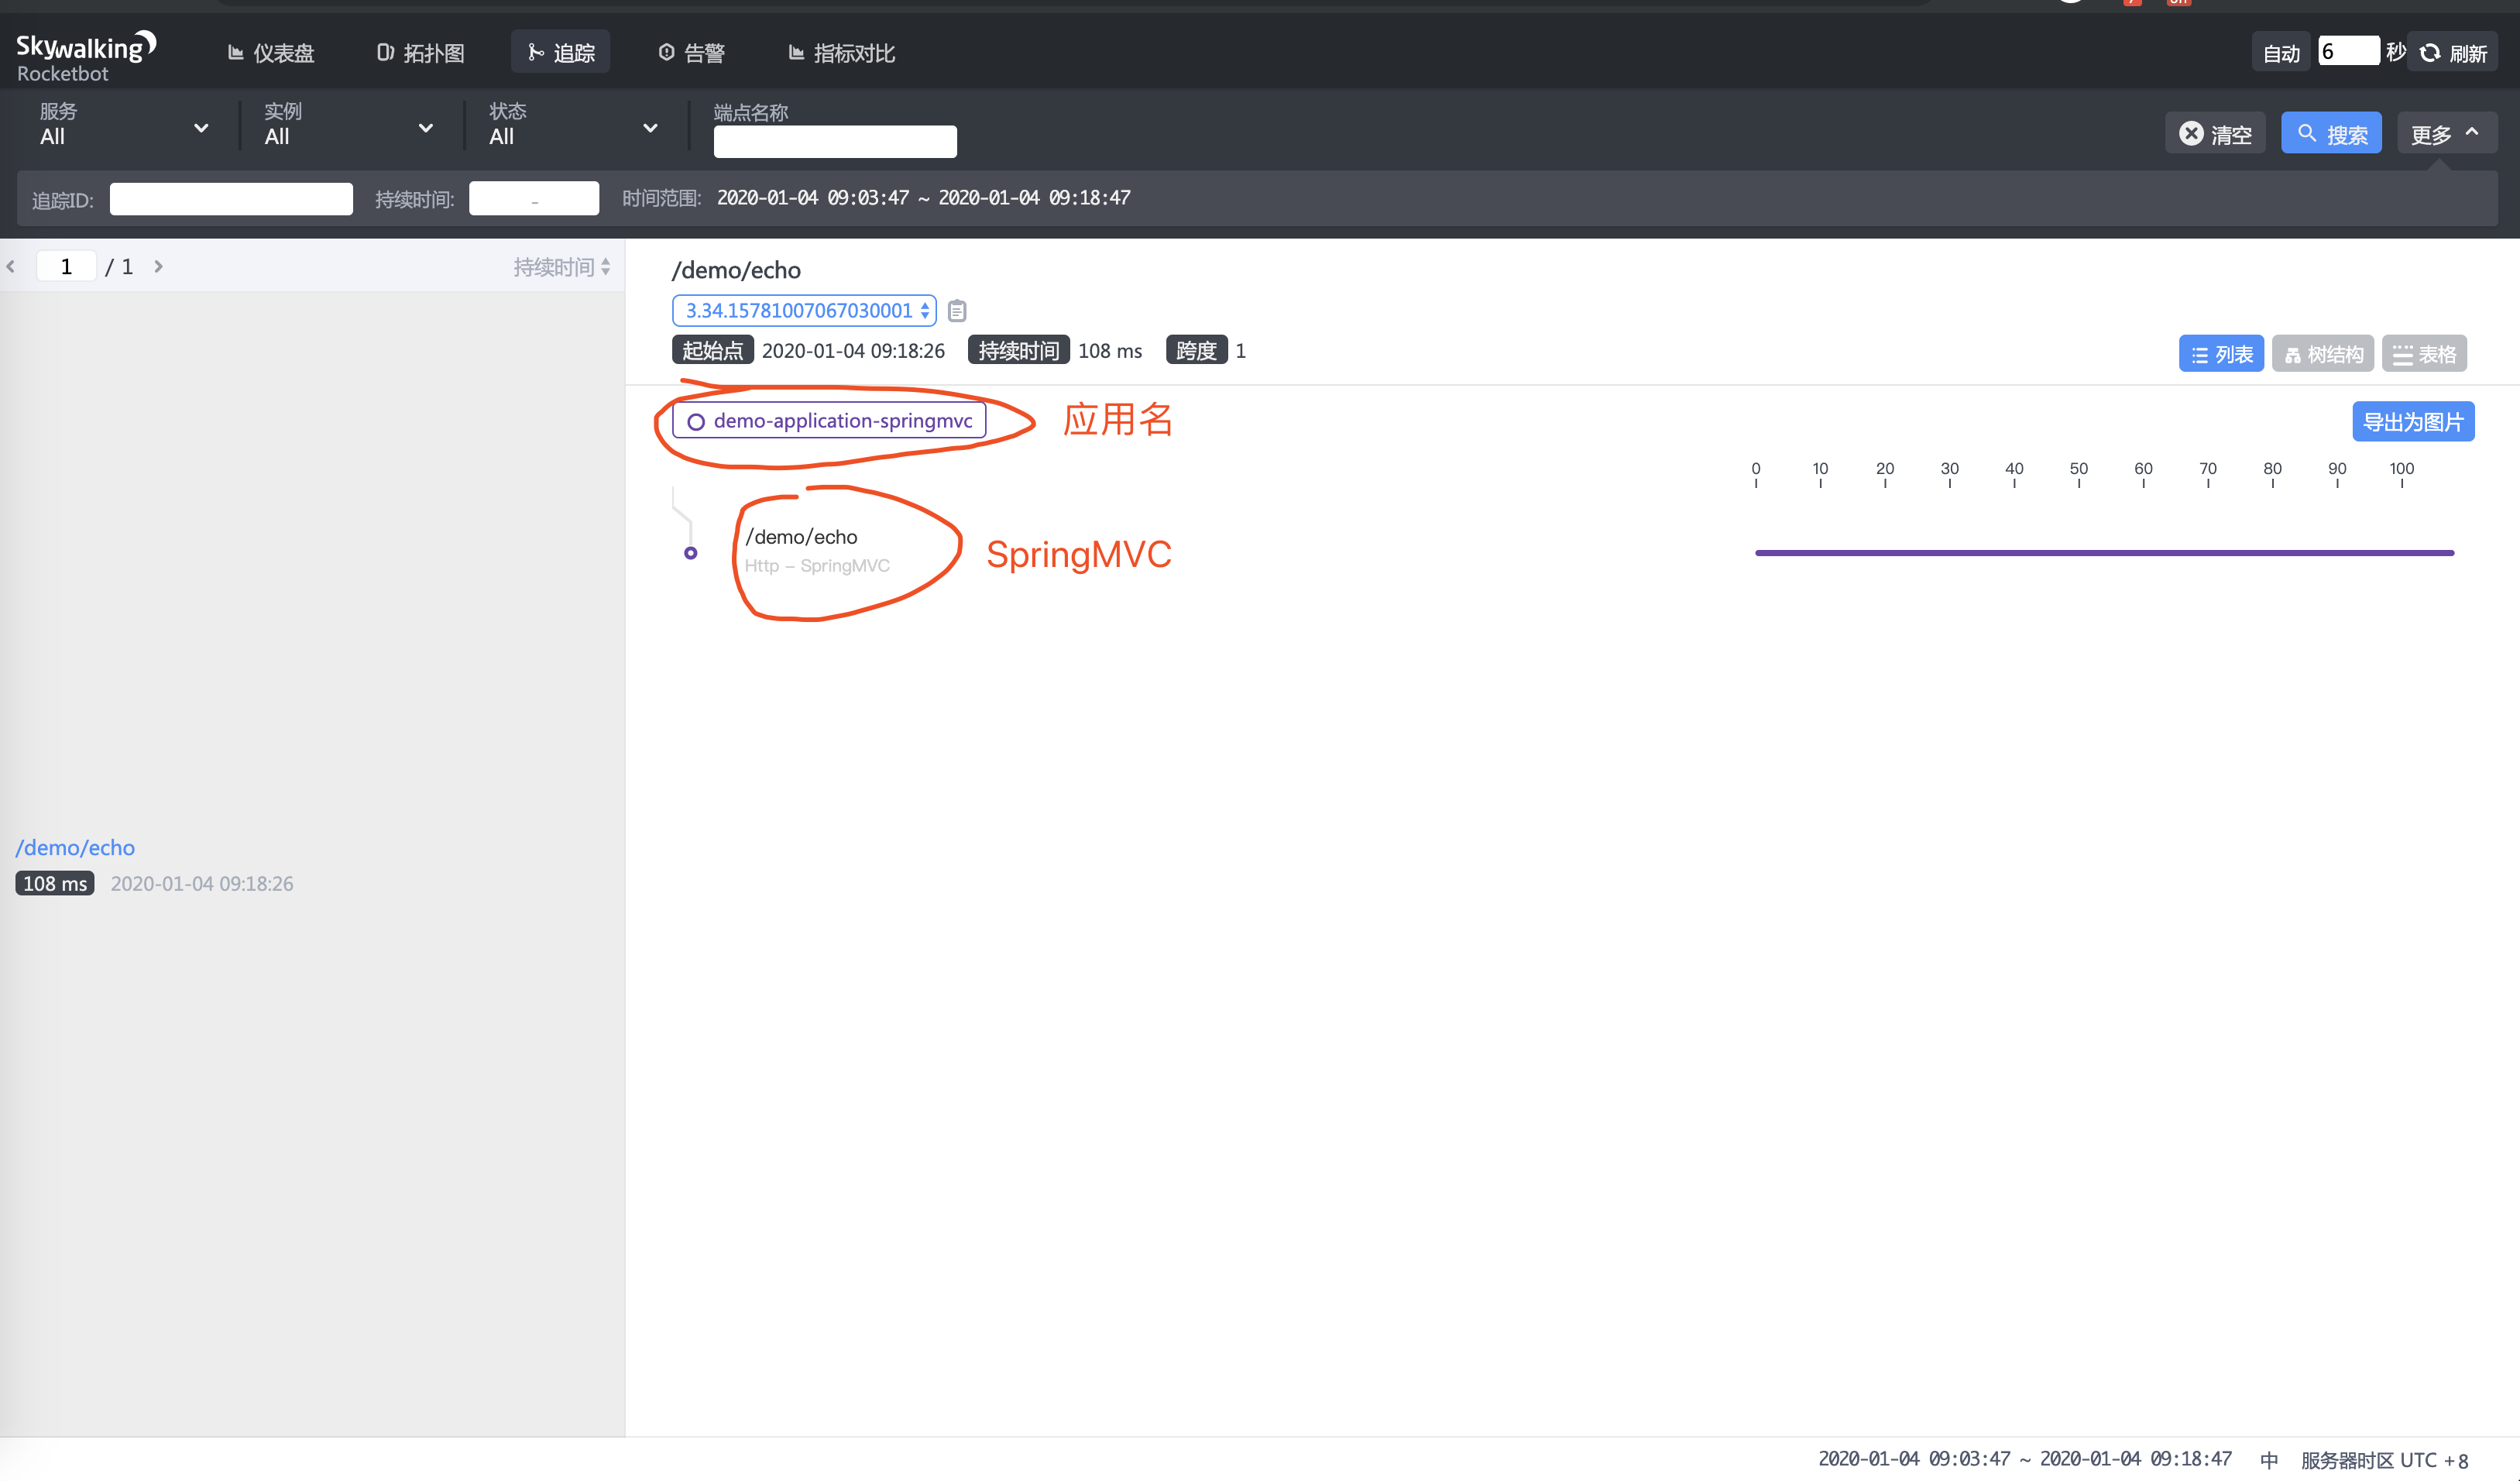 Skywalking
Rocketbot
仪表盘
拓扑图
追踪
告警
指标对比
自动
6
秒
刷新
服务
All
实例
All
状态
All
端点名称
清空
搜索
更多
追踪ID:
持续时间:
-
时间范围:
2020-01-04 09:03:47 ~ 2020-01-04 09:18:47
1 / 1
持续时间
/demo/echo
3.34.15781007067030001
起始点 2020-01-04 09:18:26 持续时间 108 ms 跨度 1
列表
树结构
表格
demo-application-springmvc
应用名
导出为图片
0 10 20 30 40 50 60 70 80 90 100
/demo/echo
Http - SpringMVC
SpringMVC
/demo/echo
108 ms 2020-01-04 09:18:26
2020-01-04 09:03:47 ~ 2020-01-04 09:18:47 中 服务器时区 UTC +8